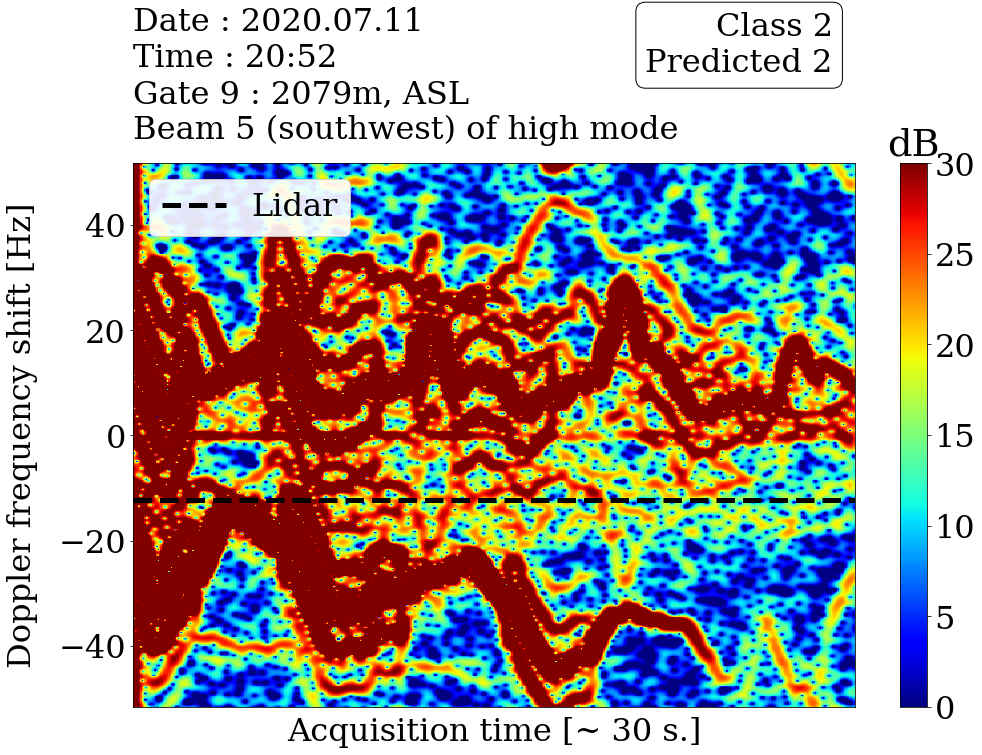 Date : 2020.07.11
Time : 20:52
Gate 9 : 2079m, ASL
Beam 5 (southwest) of high mode
Class 2
Predicted 2
dB
Lidar
Doppler frequency shift [Hz]
40
20
0
−20
−40
30
25
20
15
10
5
0
Acquisition time [~ 30 s.]